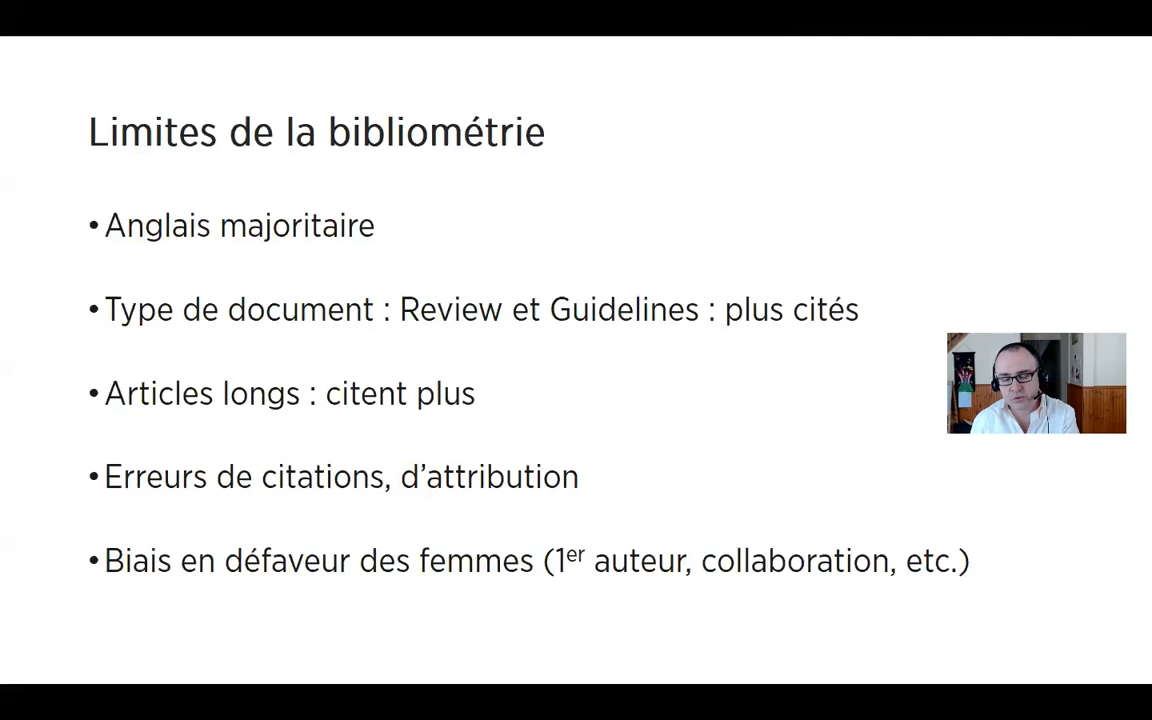 Limites de la bibliométrie
• Anglais majoritaire
• Type de document : Review et Guidelines : plus cités
• Articles longs : citent plus
• Erreurs de citations, d’attribution
• Biais en défaveur des femmes (1er auteur, collaboration, etc.)